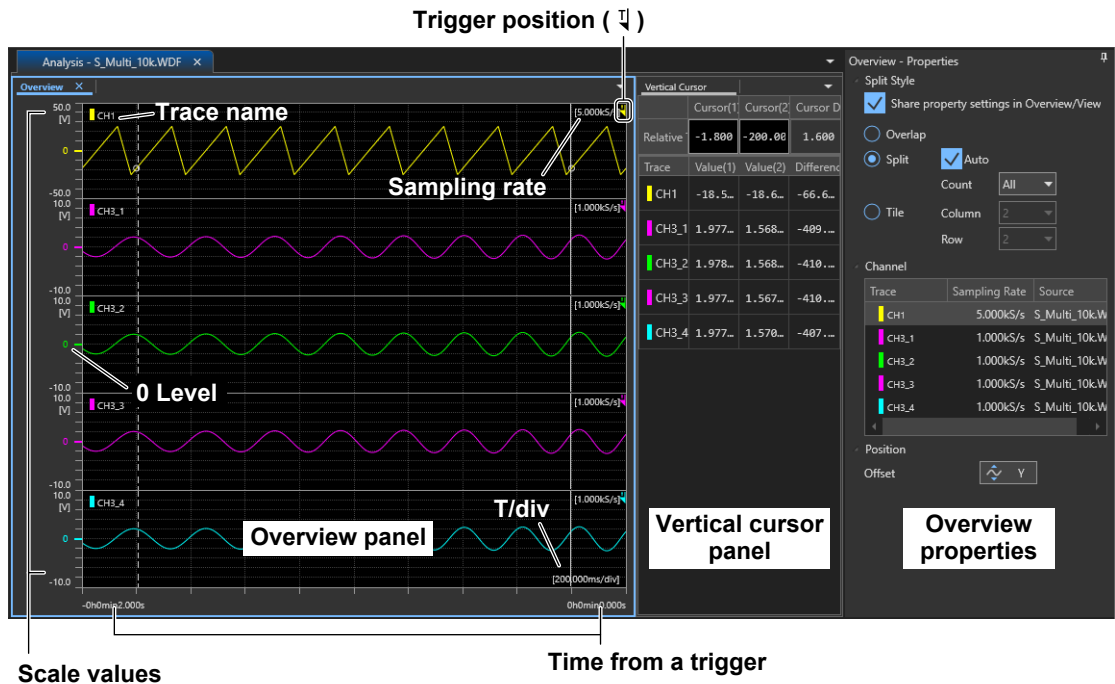 Trigger position ( T )
Analysis - S_Multi_10k.WDF ×
Overview ×
50.0
[V]
CH1
Trace name
[5.000kS/s]
0
Sampling rate
-50.0
10.0
[V]
CH3_1
[1.000kS/s]
0
-10.0
10.0
[V]
CH3_2
[1.000kS/s]
0
0 Level
-10.0
10.0
[V]
CH3_3
[1.000kS/s]
0
-10.0
10.0
[V]
CH3_4
[1.000kS/s]
T/div
0
Overview panel
-10.0
[200.000ms/div]
-0h0min2.000s
0h0min0.000s
Scale values
Time from a trigger
Vertical Cursor
Cursor(1) Cursor(2) Cursor D
Relative -1.800 -200.00 1.600
Trace Value(1) Value(2) Differenc
CH1 -18.5... -18.6... -66.6...
CH3_1 1.977... 1.568... -409....
CH3_2 1.978... 1.568... -410....
CH3_3 1.977... 1.567... -410....
CH3_4 1.977... 1.570... -407....
Vertical cursor
panel
Overview - Properties
Split Style
Share property settings in Overview/View
Overlap
Split Auto
Count All
Tile Column 2
Row 2
Channel
Trace Sampling Rate Source
CH1 5.000kS/s S_Multi_10k.W
CH3_1 1.000kS/s S_Multi_10k.W
CH3_2 1.000kS/s S_Multi_10k.W
CH3_3 1.000kS/s S_Multi_10k.W
CH3_4 1.000kS/s S_Multi_10k.W
Position
Offset Y
Overview
properties